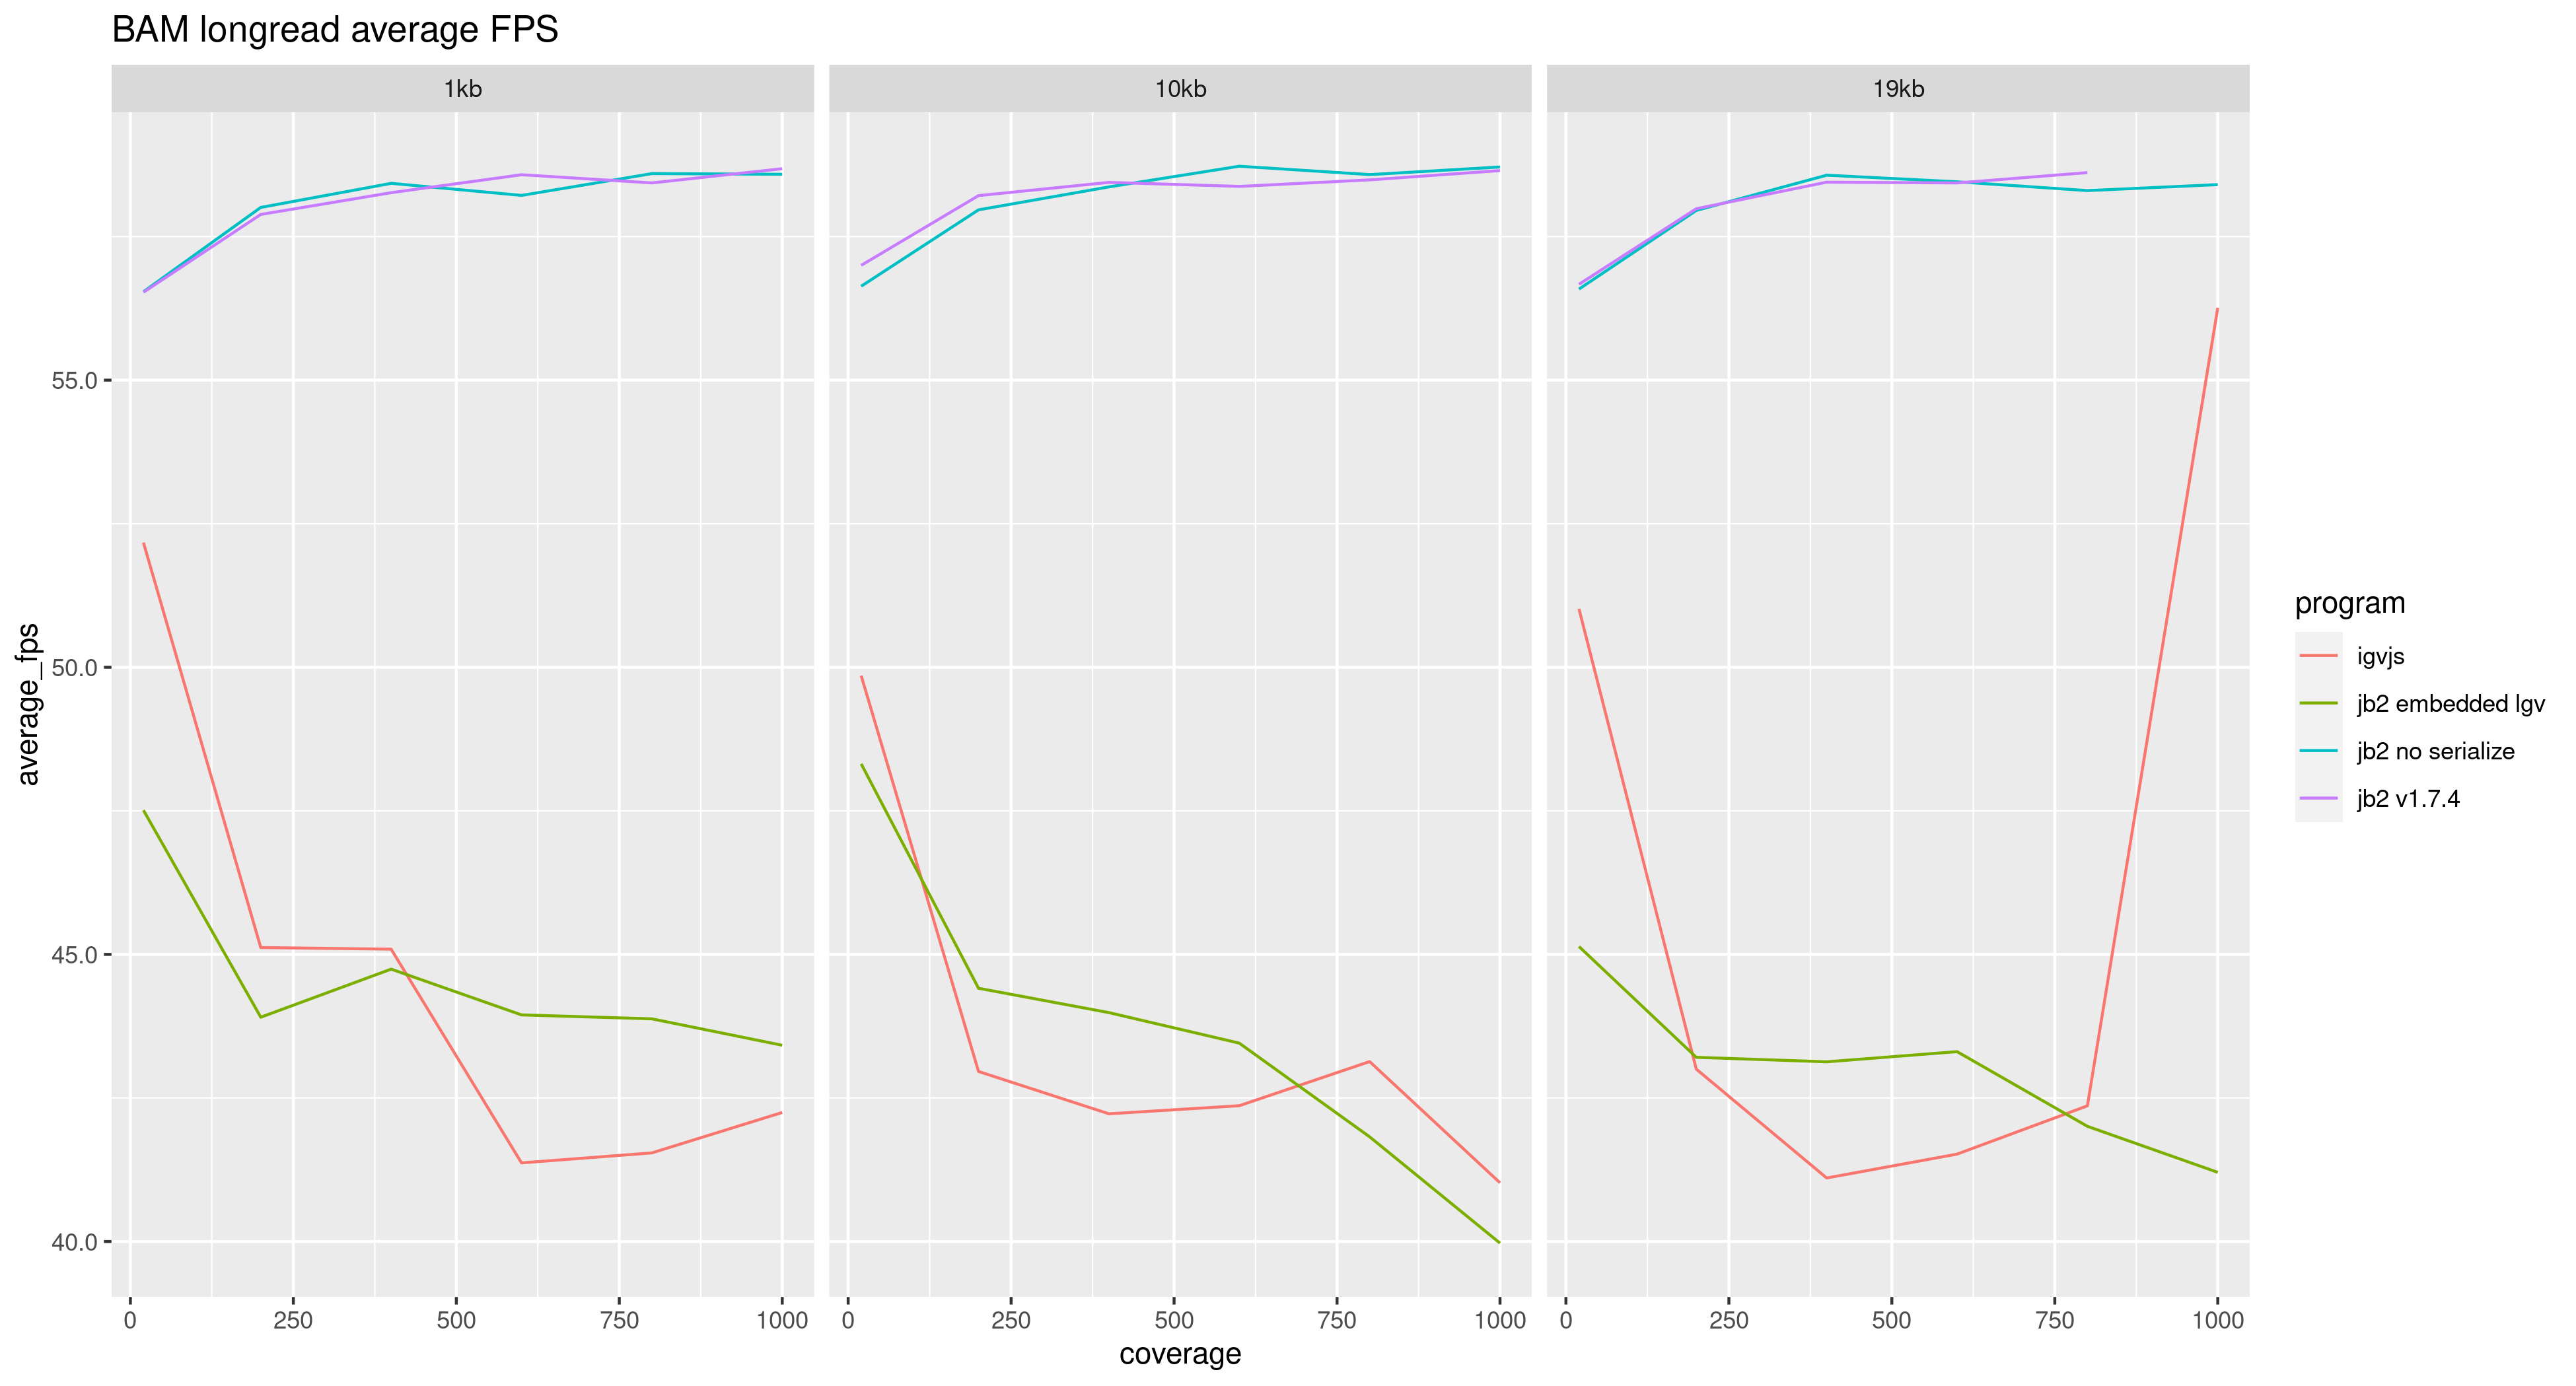 BAM longread average FPS
1kb 10kb 19kb
55.0
50.0
45.0
40.0
average_fps
0 250 500 750 1000 0 250 500 750 1000 0 250 500 750 1000
coverage
program
igvjs
jb2 embedded lgv
jb2 no serialize
jb2 v1.7.4